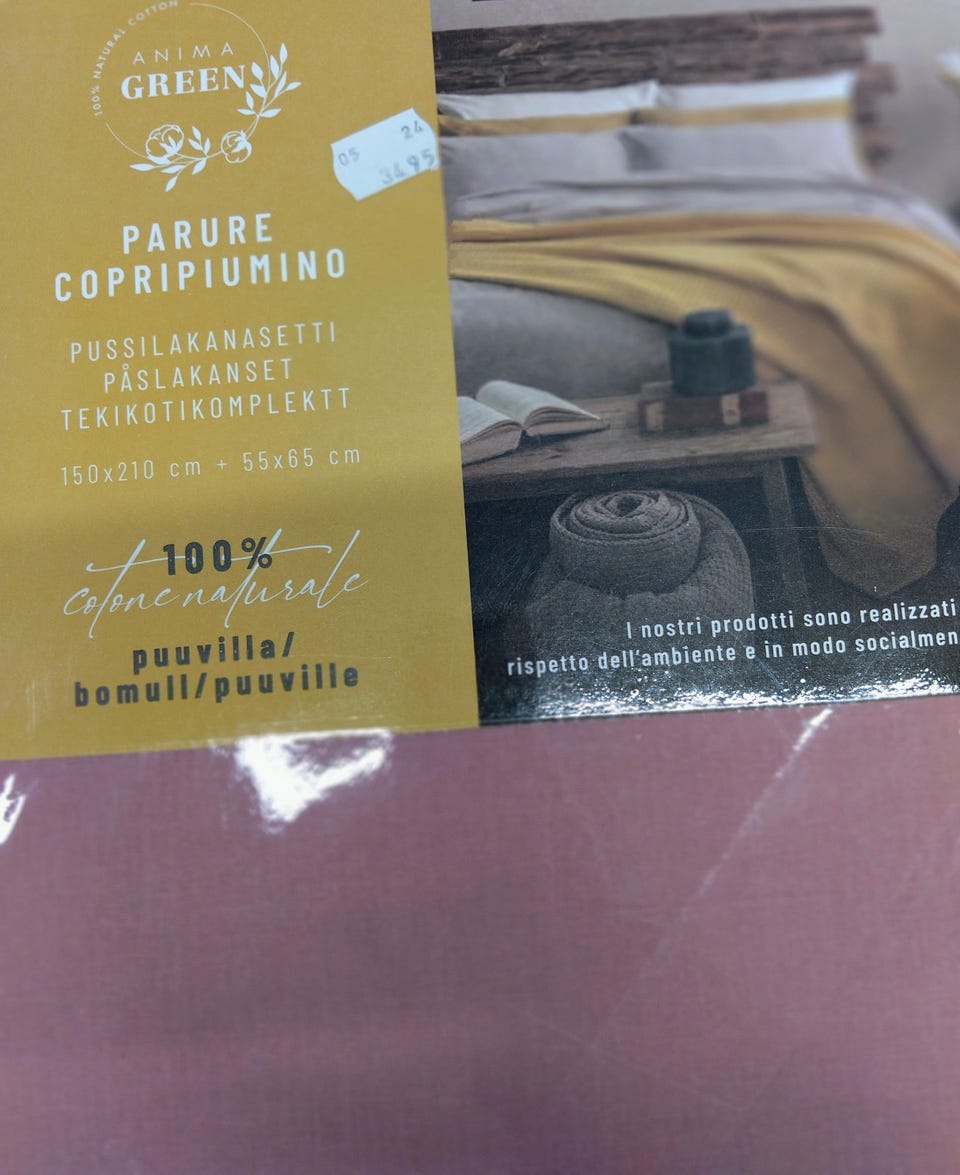 100% NATURAL COTTON
ANIMA
GREEN
05 24
34 95
PARURE
COPRIPIUMINO
PUSSILAKANASETTI
PÅSLAKANSET
TEKIKOTIKOMPLEKTT
150x210 cm + 55x65 cm
100%
cotone naturale
puuvilla/
bomull/puuville
I nostri prodotti sono realizzati
rispetto dell'ambiente e in modo socialmen